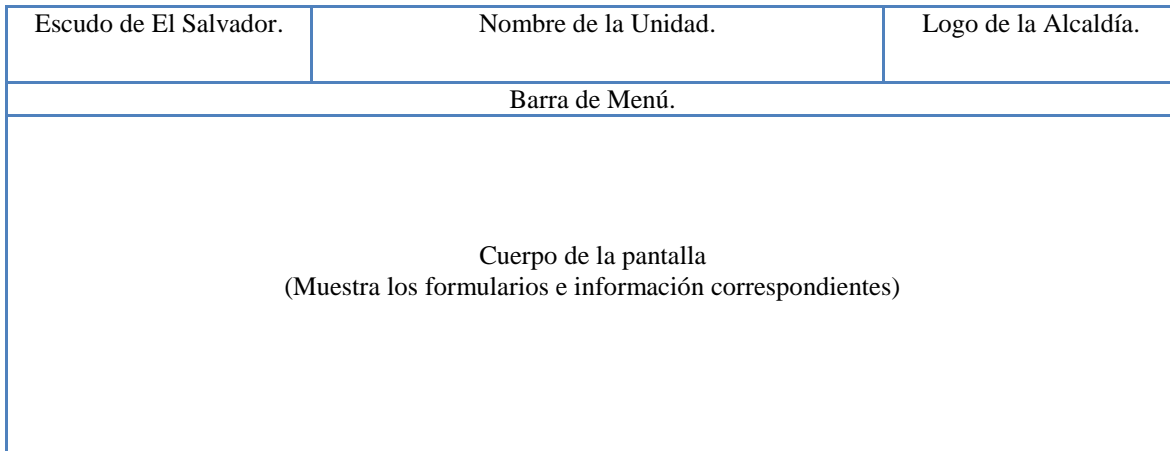 Escudo de El Salvador.
Nombre de la Unidad.
Logo de la Alcaldía.
Barra de Menú.
Cuerpo de la pantalla
(Muestra los formularios e información correspondientes)